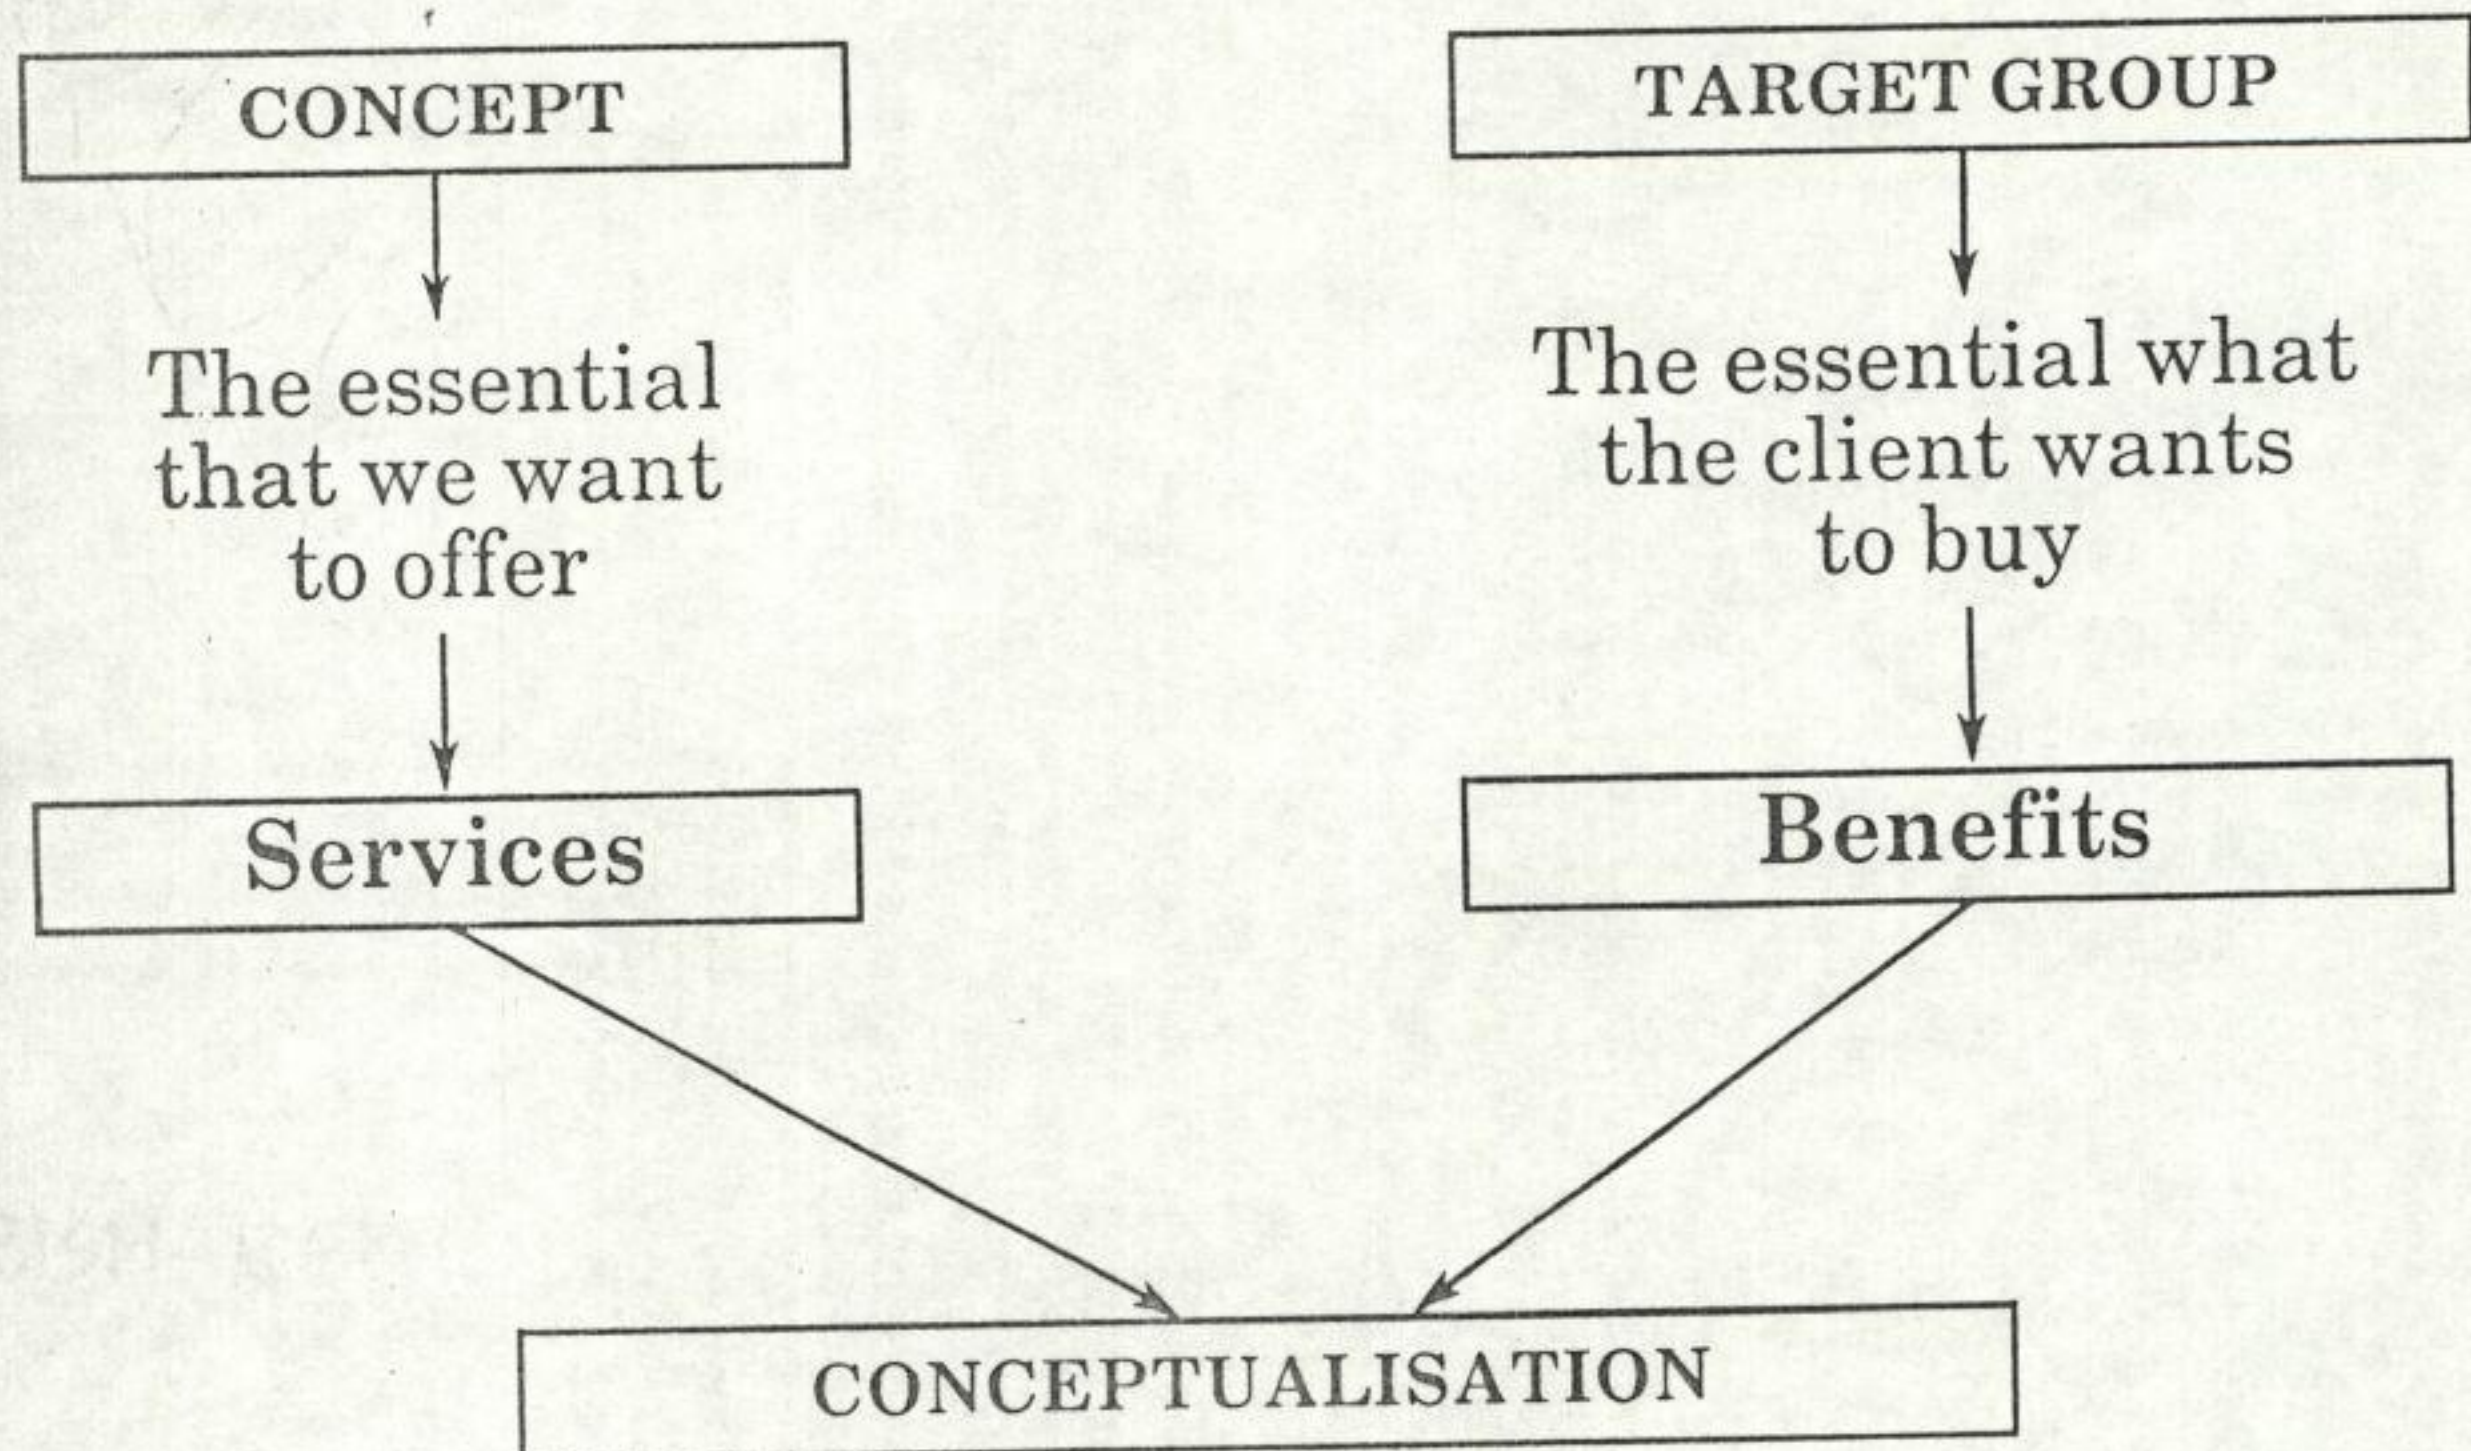 CONCEPT
The essential
that we want
to offer
Services
TARGET GROUP
The essential what
the client wants
to buy
Benefits
CONCEPTUALISATION